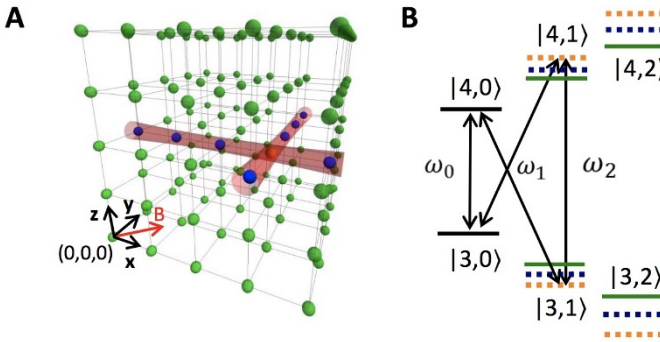 A
z
y
B
x
(0,0,0)
B
|4,1⟩
|4,2⟩
|4,0⟩
ω₀
ω₁
ω₂
|3,0⟩
|3,2⟩
|3,1⟩